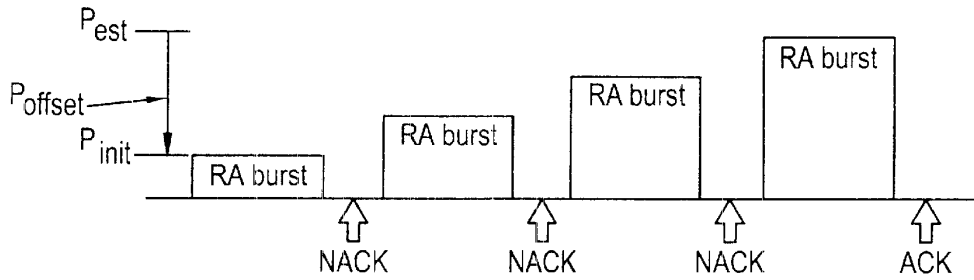 P_est
P_offset
P_init
RA burst
RA burst
RA burst
RA burst
NACK
NACK
NACK
ACK